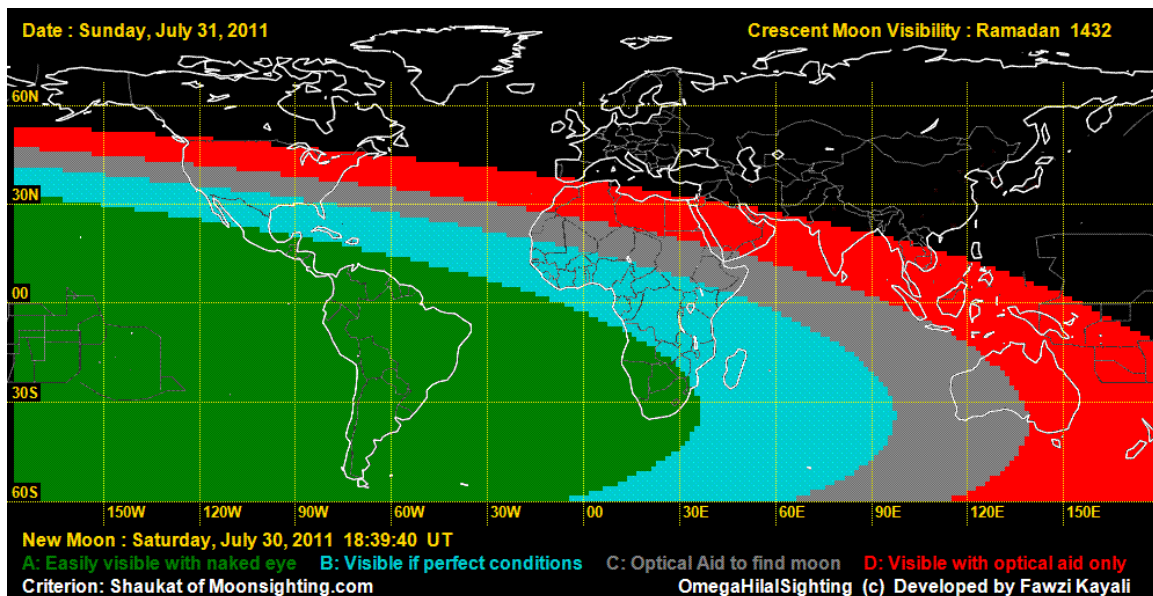 Date : Sunday, July 31, 2011
Crescent Moon Visibility : Ramadan 1432
60N
30N
00
30S
60S
150W 120W 90W 60W 30W 00 30E 60E 90E 120E 150E
New Moon : Saturday, July 30, 2011 18:39:40 UT
A: Easily visible with naked eye B: Visible if perfect conditions C: Optical Aid to find moon D: Visible with optical aid only
Criterion: Shaukat of Moonsighting.com OmegaHilalSighting (c) Developed by Fawzi Kayali